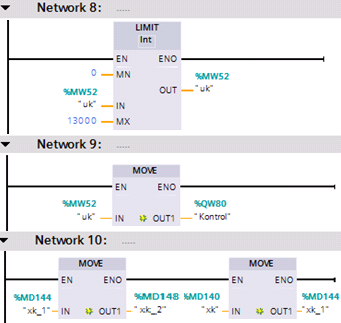 Network 8: .....
LIMIT
Int
EN ENO
0 MN
%MW52
"uk" IN
13000 MX
%MW52
OUT "uk"
Network 9: .....
MOVE
EN ENO
%MW52 %QW80
"uk" IN OUT1 "Kontrol"
Network 10: .....
MOVE MOVE
EN ENO EN ENO
%MD144 %MD148 %MD140 %MD144
"xk_1" IN OUT1 "xk_2" "xk" IN OUT1 "xk_1"